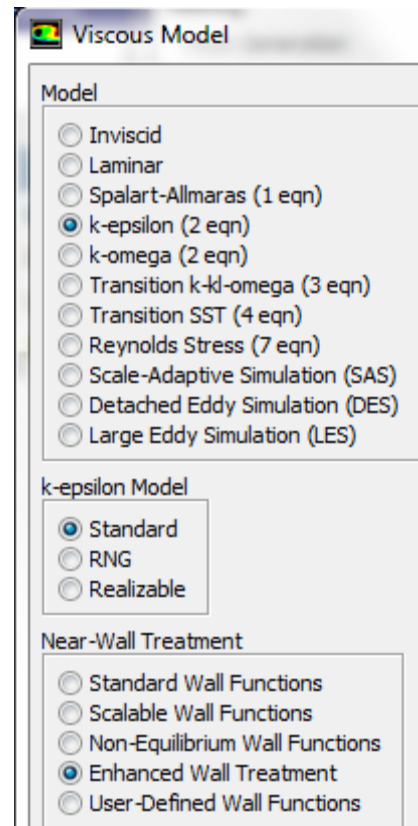 Viscous Model
Model
Inviscid
Laminar
Spalart-Allmaras (1 eqn)
k-epsilon (2 eqn)
k-omega (2 eqn)
Transition k-kl-omega (3 eqn)
Transition SST (4 eqn)
Reynolds Stress (7 eqn)
Scale-Adaptive Simulation (SAS)
Detached Eddy Simulation (DES)
Large Eddy Simulation (LES)
k-epsilon Model
Standard
RNG
Realizable
Near-Wall Treatment
Standard Wall Functions
Scalable Wall Functions
Non-Equilibrium Wall Functions
Enhanced Wall Treatment
User-Defined Wall Functions